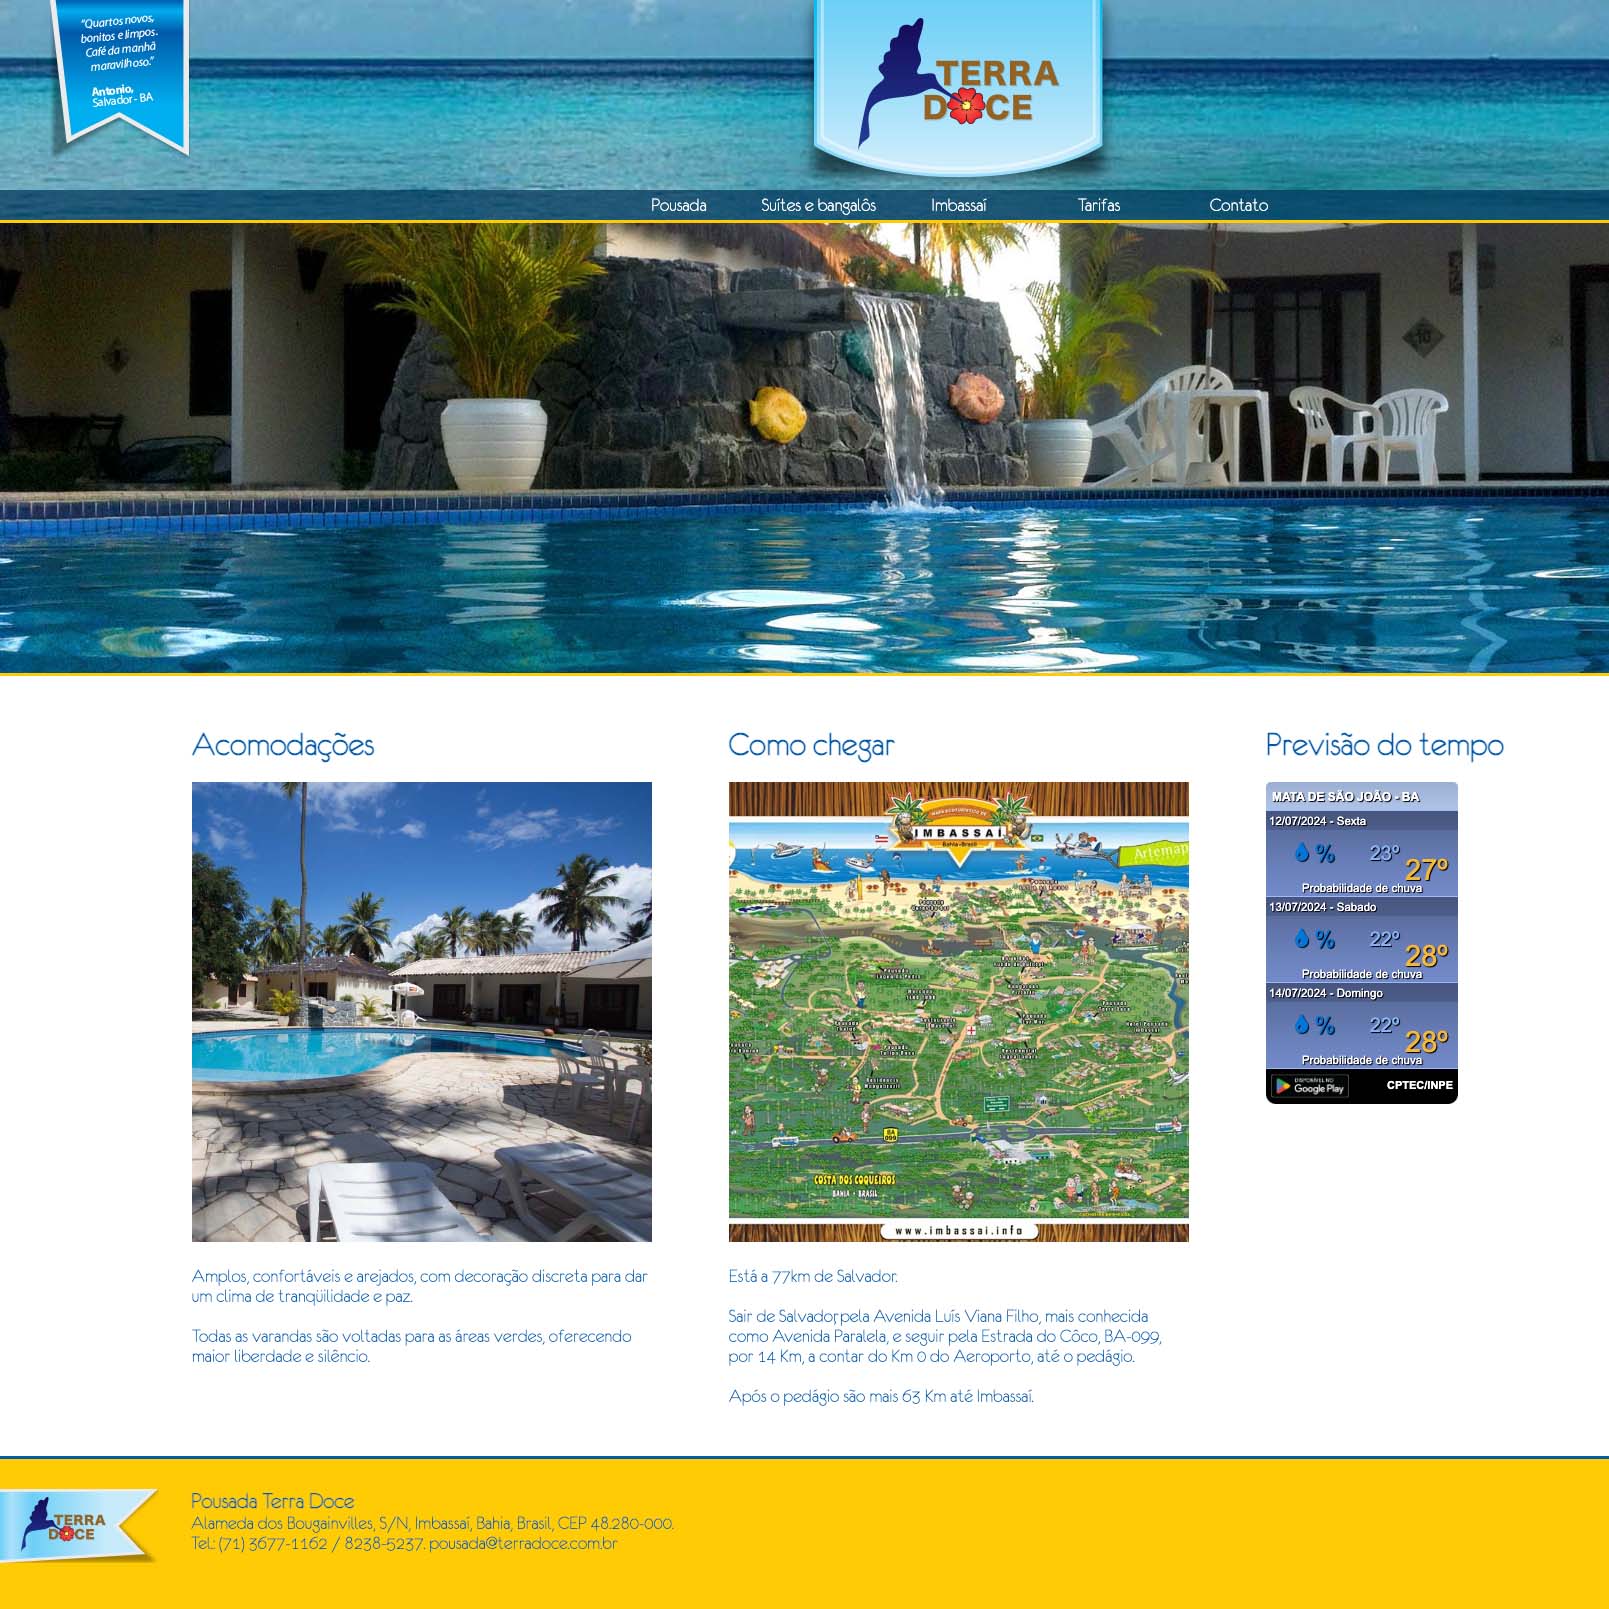 "Quartos novos,
bonitos e limpos.
Café da manhã
maravilhoso."
Antonio,
Salvador - BA
TERRA
DOCE
Pousada
Suítes e bangalôs
Imbassaí
Tarifas
Contato
10
Acomodações
Amplos, confortáveis e arejados, com decoração discreta para dar
um clima de tranqüilidade e paz.
Todas as varandas são voltadas para as áreas verdes, oferecendo
maior liberdade e silêncio.
Como chegar
IMBASSAI
Bahia - Brasil
Artemap
BA
099
COSTA DOS COQUEIROS
BAHIA - BRASIL
www.imbassai.info
Está a 77km de Salvador.
Sair de Salvador, pela Avenida Luís Viana Filho, mais conhecida
como Avenida Paralela, e seguir pela Estrada do Côco, BA-099,
por 14 Km, a contar do Km 0 do Aeroporto, até o pedágio.
Após o pedágio são mais 63 Km até Imbassaí.
Previsão do tempo
MATA DE SÃO JOÃO - BA
12/07/2024 - Sexta
% 23º 27º
Probabilidade de chuva
13/07/2024 - Sabado
% 22º 28º
Probabilidade de chuva
14/07/2024 - Domingo
% 22º 28º
Probabilidade de chuva
DISPONÍVEL NO
Google Play
CPTEC/INPE
TERRA
DOCE
Pousada Terra Doce
Alameda dos Bougainvilles, S/N, Imbassaí, Bahia, Brasil, CEP 48.280-000.
Tel.: (71) 3677-1162 / 8238-5237. pousada@terradoce.com.br